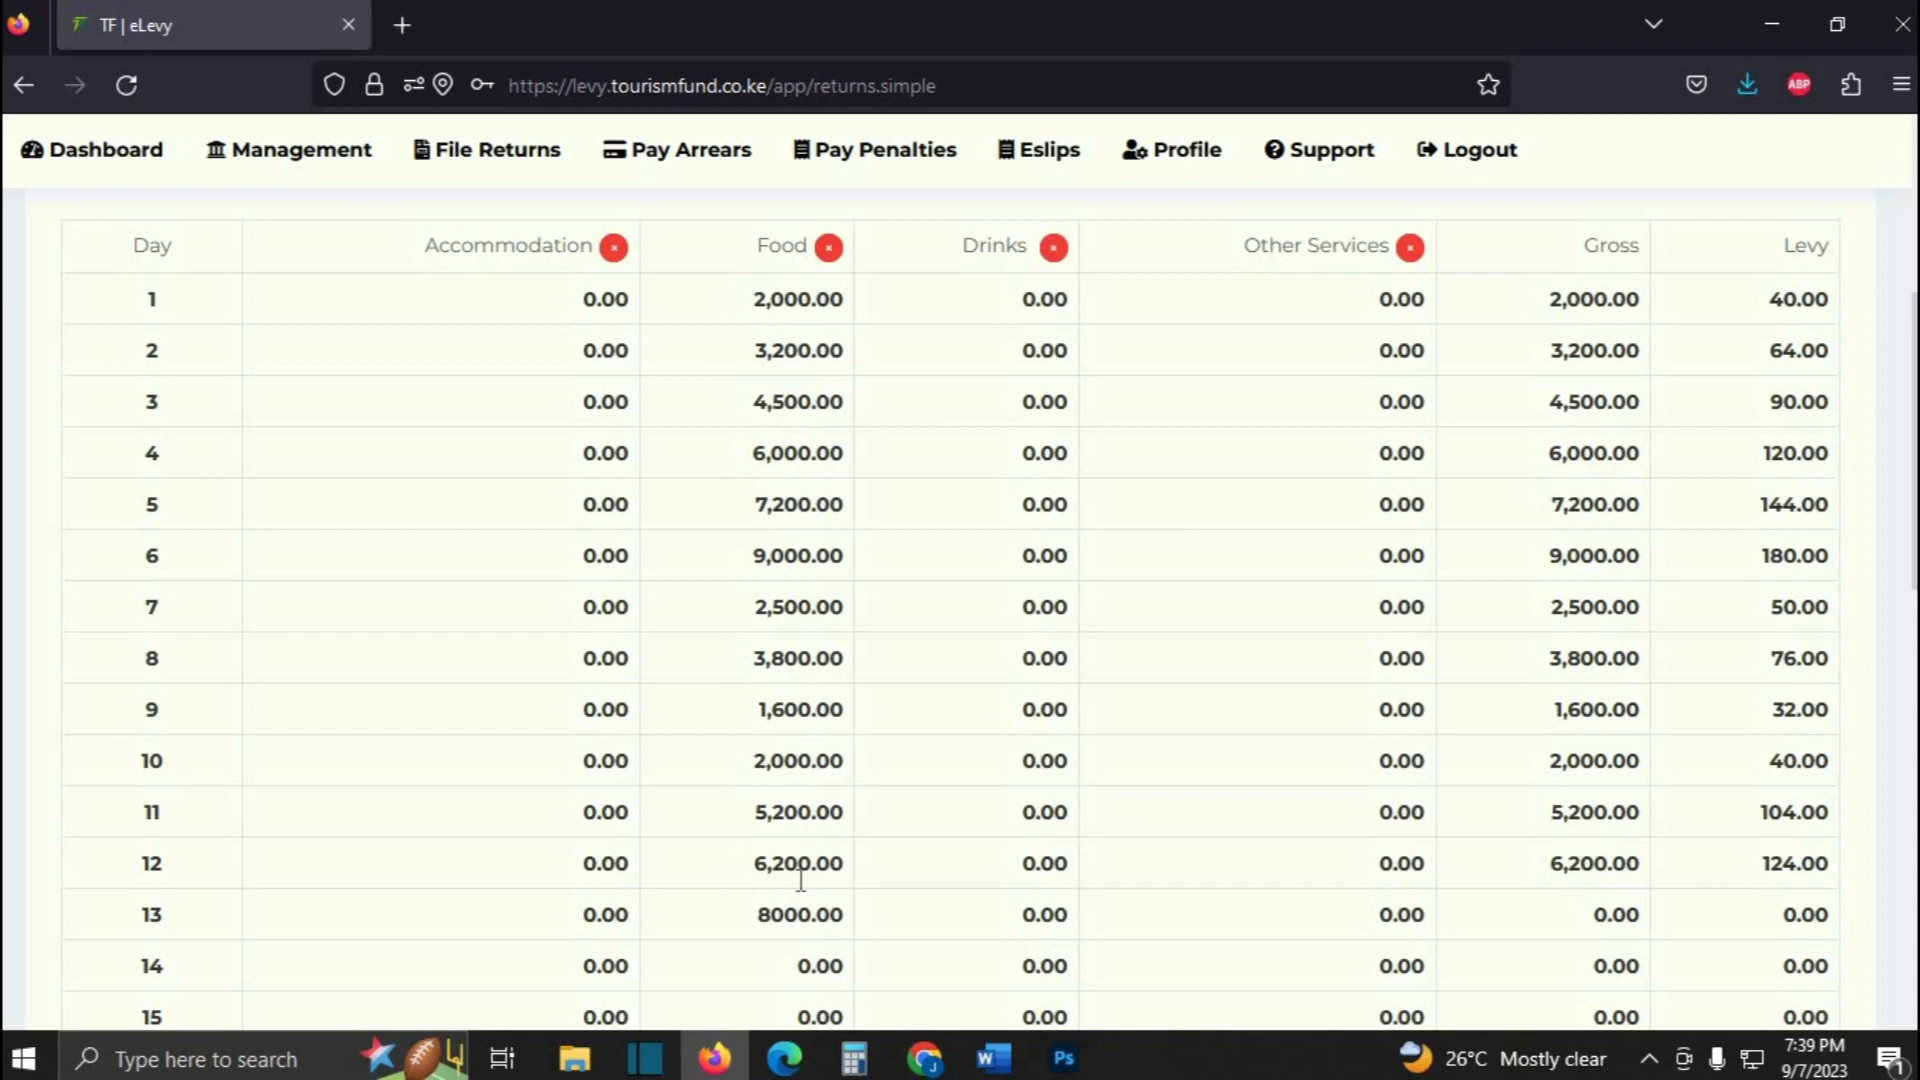 TF | eLevy
https://levy.tourismfund.co.ke/app/returns.simple
ABP
Dashboard Management File Returns Pay Arrears Pay Penalties Eslips Profile Support Logout
Day Accommodation Food Drinks Other Services Gross Levy
1 0.00 2,000.00 0.00 0.00 2,000.00 40.00
2 0.00 3,200.00 0.00 0.00 3,200.00 64.00
3 0.00 4,500.00 0.00 0.00 4,500.00 90.00
4 0.00 6,000.00 0.00 0.00 6,000.00 120.00
5 0.00 7,200.00 0.00 0.00 7,200.00 144.00
6 0.00 9,000.00 0.00 0.00 9,000.00 180.00
7 0.00 2,500.00 0.00 0.00 2,500.00 50.00
8 0.00 3,800.00 0.00 0.00 3,800.00 76.00
9 0.00 1,600.00 0.00 0.00 1,600.00 32.00
10 0.00 2,000.00 0.00 0.00 2,000.00 40.00
11 0.00 5,200.00 0.00 0.00 5,200.00 104.00
12 0.00 6,200.00 0.00 0.00 6,200.00 124.00
13 0.00 8000.00 0.00 0.00 0.00 0.00
14 0.00 0.00 0.00 0.00 0.00 0.00
15 0.00 0.00 0.00 0.00 0.00 0.00
Type here to search
J
W
Ps
26°C Mostly clear
7:39 PM
9/7/2023
1